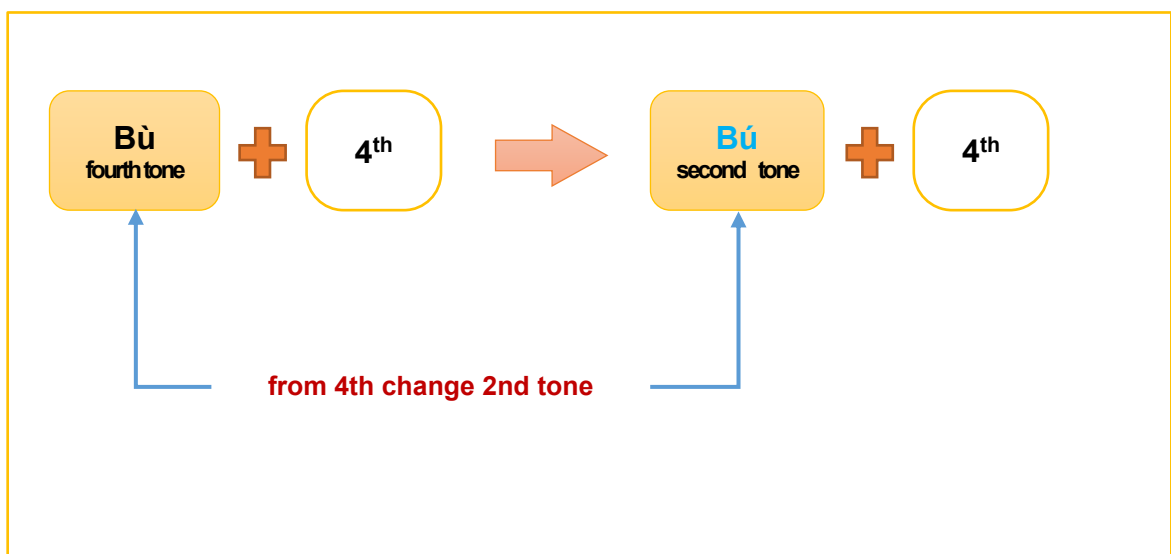 Bù
fourth tone
4th
Bú
second tone
4th
from 4th change 2nd tone